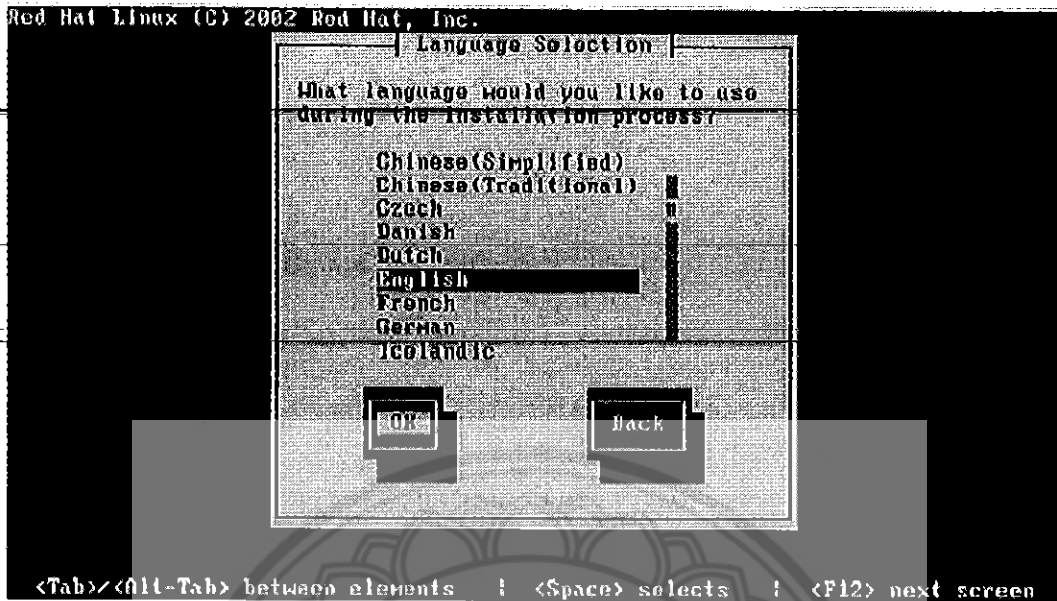 Red Hat Linux (C) 2002 Red Hat, Inc.
Language Selection
What language would you like to use
during the installation process?
Chinese(Simplified)
Chinese(Traditional)
Czech
Danish
Dutch
English
French
German
Icelandic
OK
Back
<Tab>/<Alt-Tab> between elements | <Space> selects | <F12> next screen